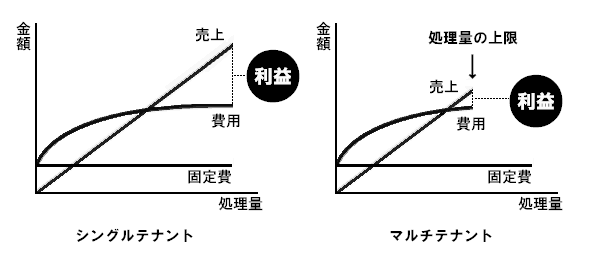 金額
売上
利益
費用
固定費
処理量
シングルテナント
金額
処理量の上限
売上
利益
費用
固定費
処理量
マルチテナント